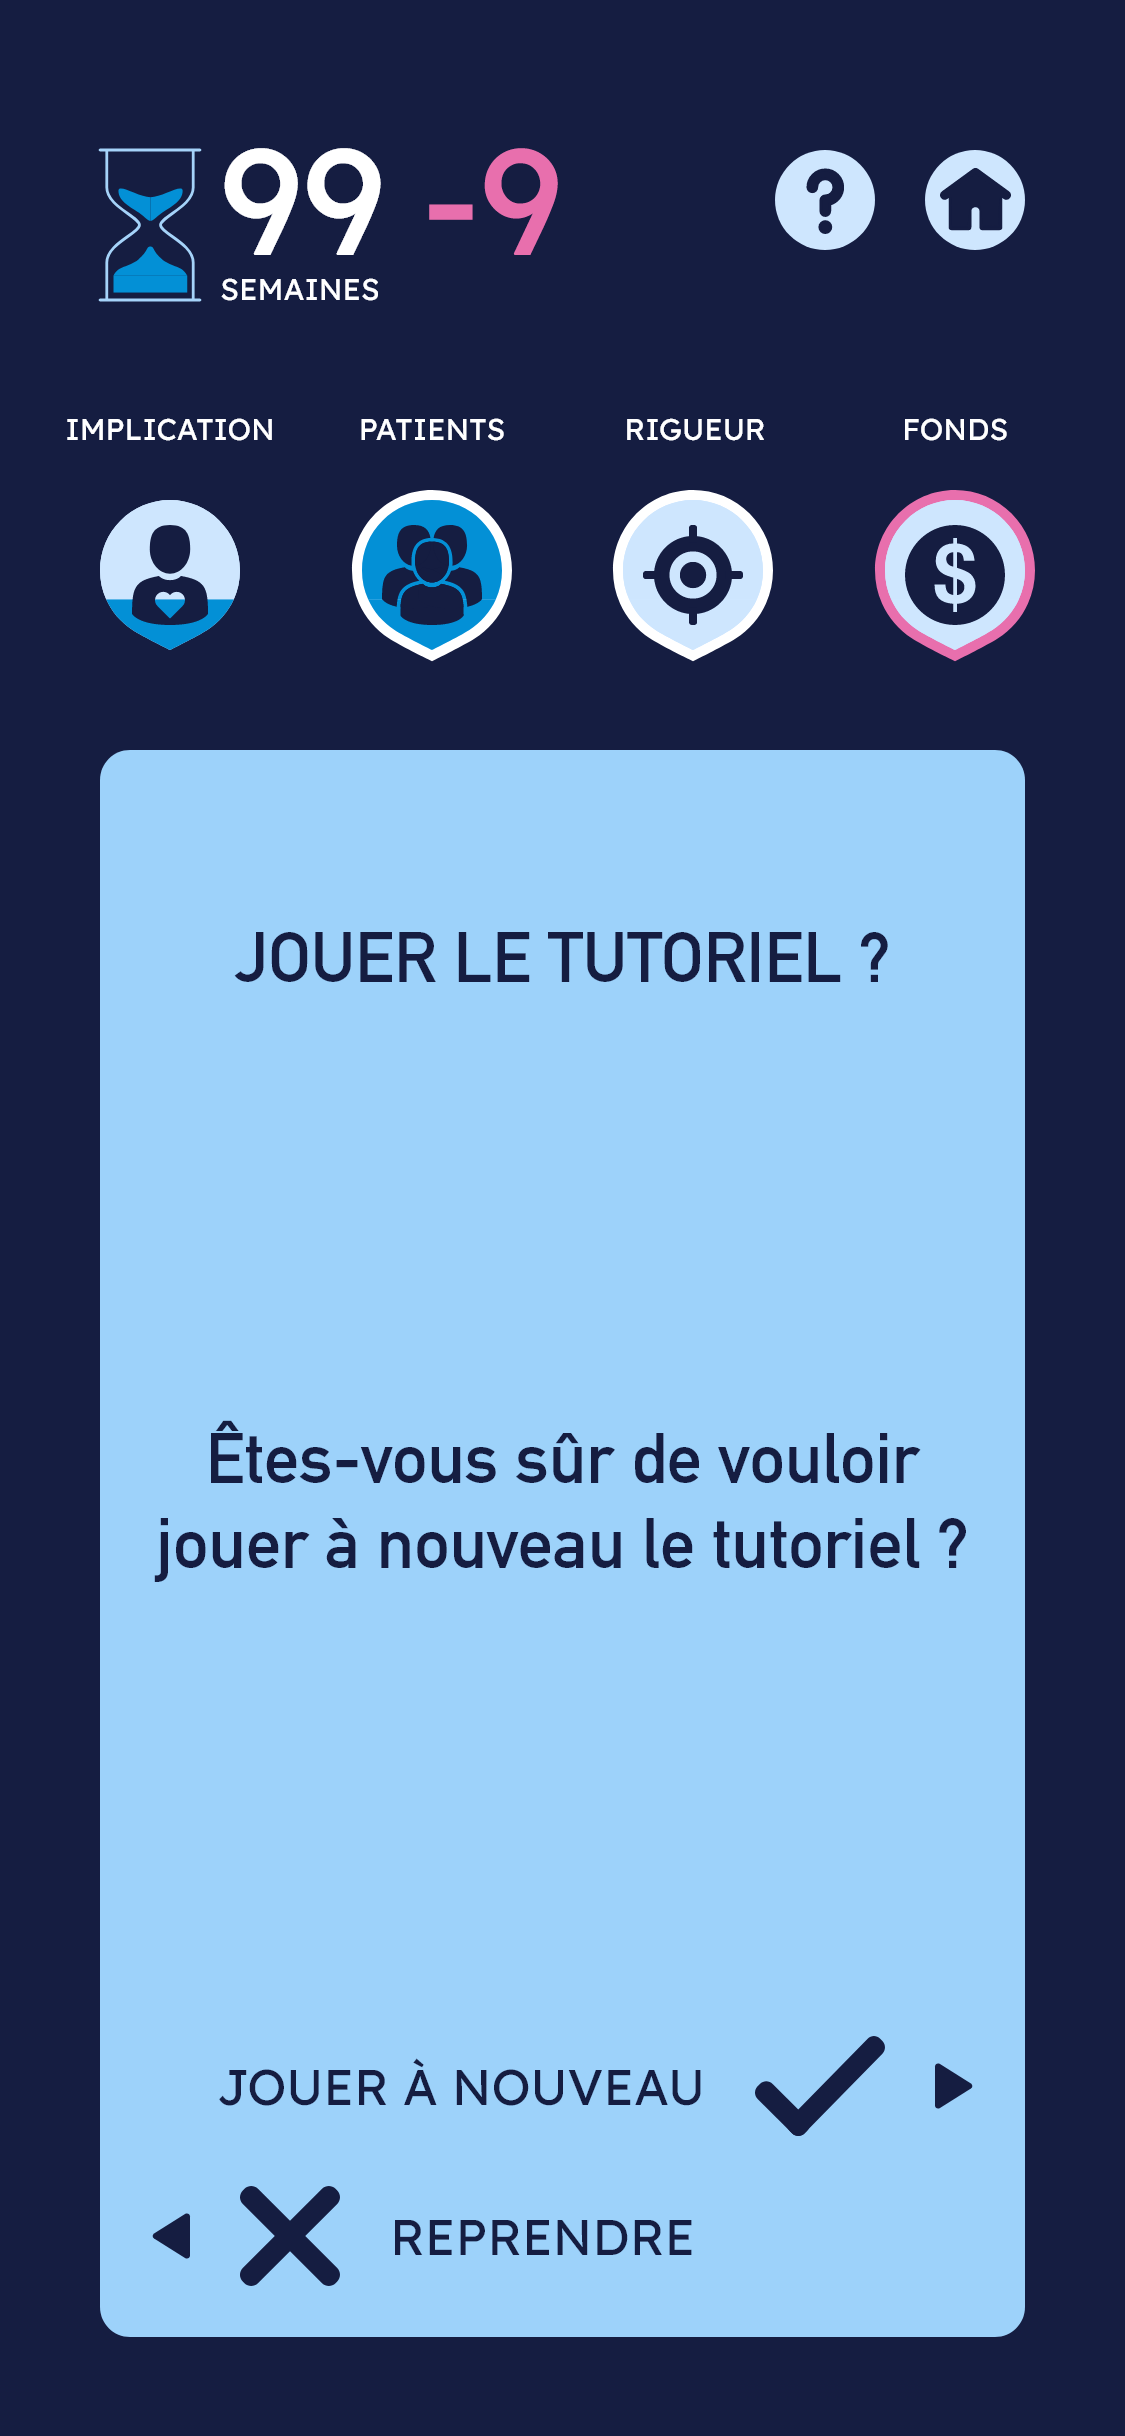 99 -9
SEMAINES
IMPLICATION PATIENTS RIGUEUR FONDS
$
JOUER LE TUTORIEL ?
Êtes-vous sûr de vouloir
jouer à nouveau le tutoriel ?
JOUER À NOUVEAU
REPRENDRE